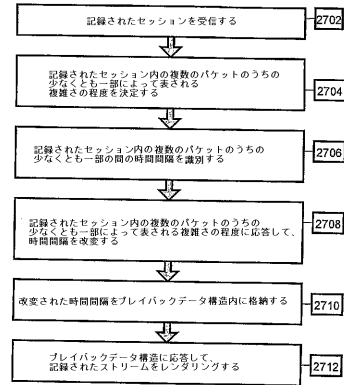 記録されたセッションを受信する
2702
記録されたセッション内の複数のパケットのうちの
少なくとも一部によって表される
複雑さの程度を決定する
2704
記録されたセッション内の複数のパケットのうちの
少なくとも一部の間の時間間隔を識別する
2706
記録されたセッション内の複数のパケットのうちの
少なくとも一部によって表される複雑さの程度に応答して、
時間間隔を改変する
2708
改変された時間間隔をプレイバックデータ構造内に格納する
2710
プレイバックデータ構造に応答して、
記録されたストリームをレンダリングする
2712